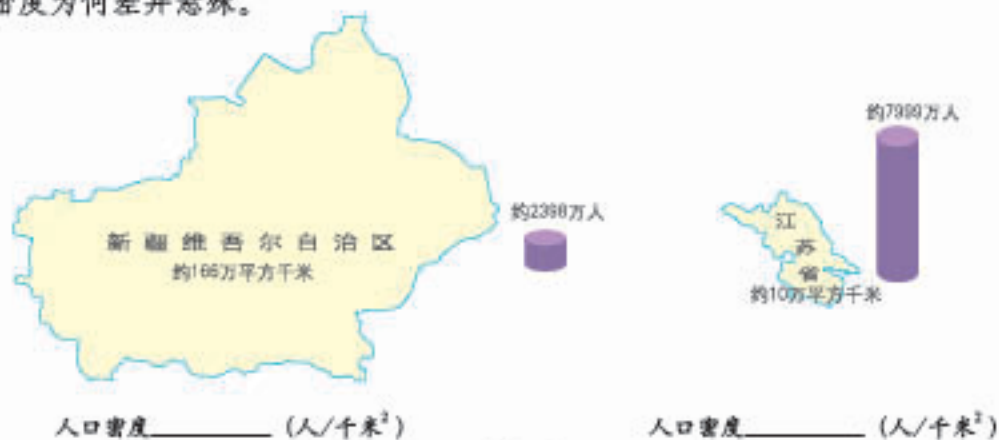 密度为何差异悬殊。
约7999万人
约2398万人
新疆维吾尔自治区
约166万平方千米
江
苏
省
约10万平方千米
人口密度________（人/千米²）
人口密度________（人/千米²）